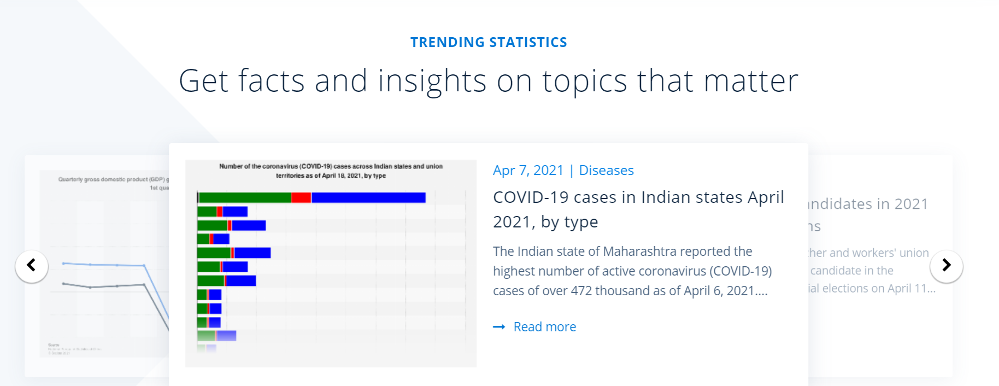 TRENDING STATISTICS
Get facts and insights on topics that matter
Quarterly gross domestic product (GDP) g
1st qua
Source
Number of the coronavirus (COVID-19) cases across Indian states and union
territories as of April 18, 2021, by type
Apr 7, 2021 | Diseases
COVID-19 cases in Indian states April
2021, by type
The Indian state of Maharashtra reported the
highest number of active coronavirus (COVID-19)
cases of over 472 thousand as of April 6, 2021....
Read more
andidates in 2021
ns
her and workers' union
candidate in the
ial elections on April 11...